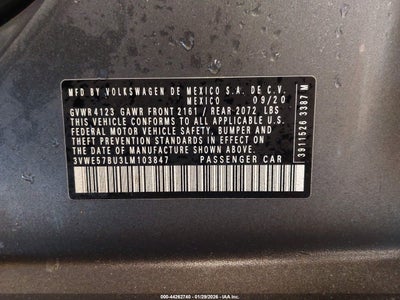 MFD BY VOLKSWAGEN DE MEXICO S.A. DE C.V.
MEXICO 09/20
GVWR4123 GAWR FRONT 2161 / REAR 2072 LBS
THIS VEHICLE CONFORMS TO ALL APPLICABLE U.S.
FEDERAL MOTOR VEHICLE SAFETY, BUMPER AND
THEFT PREVENTION STANDARDS IN EFFECT ON THE
DATE OF MANUFACTURE SHOWN ABOVE.
3VWE57BU3LM103847 PASSENGER CAR
3911526 3387 M
000-44262740 - 01/29/2026 - IAA Inc.